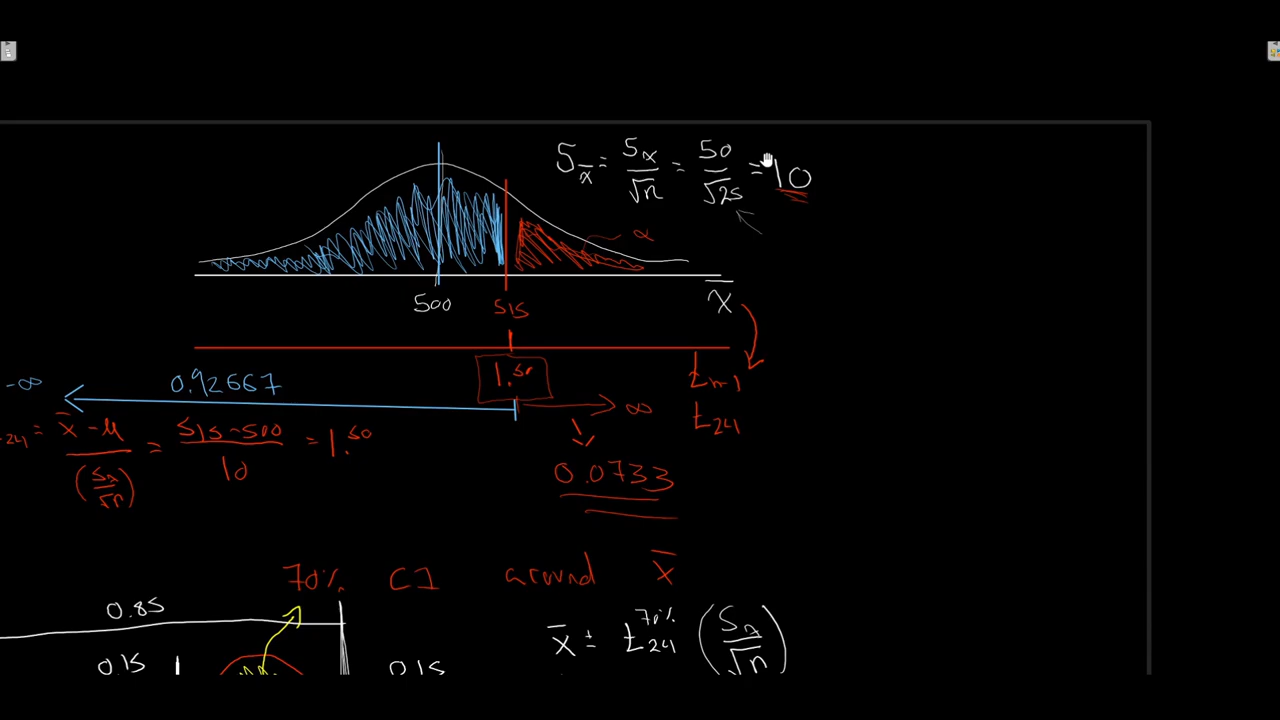 S_x̄ = S_x/√n = 50/√25 = 10
α
500 515 x̄
-∞ 0.92667 1.50 ∞ t_n-1
t_24
t_24 = (x̄ - μ)/(S_x/√n) = (515-500)/10 = 1.50
0.0733
70% CI around x̄
0.85
x̄ ± t_24^70% (S_x/√n)
0.15 0.15